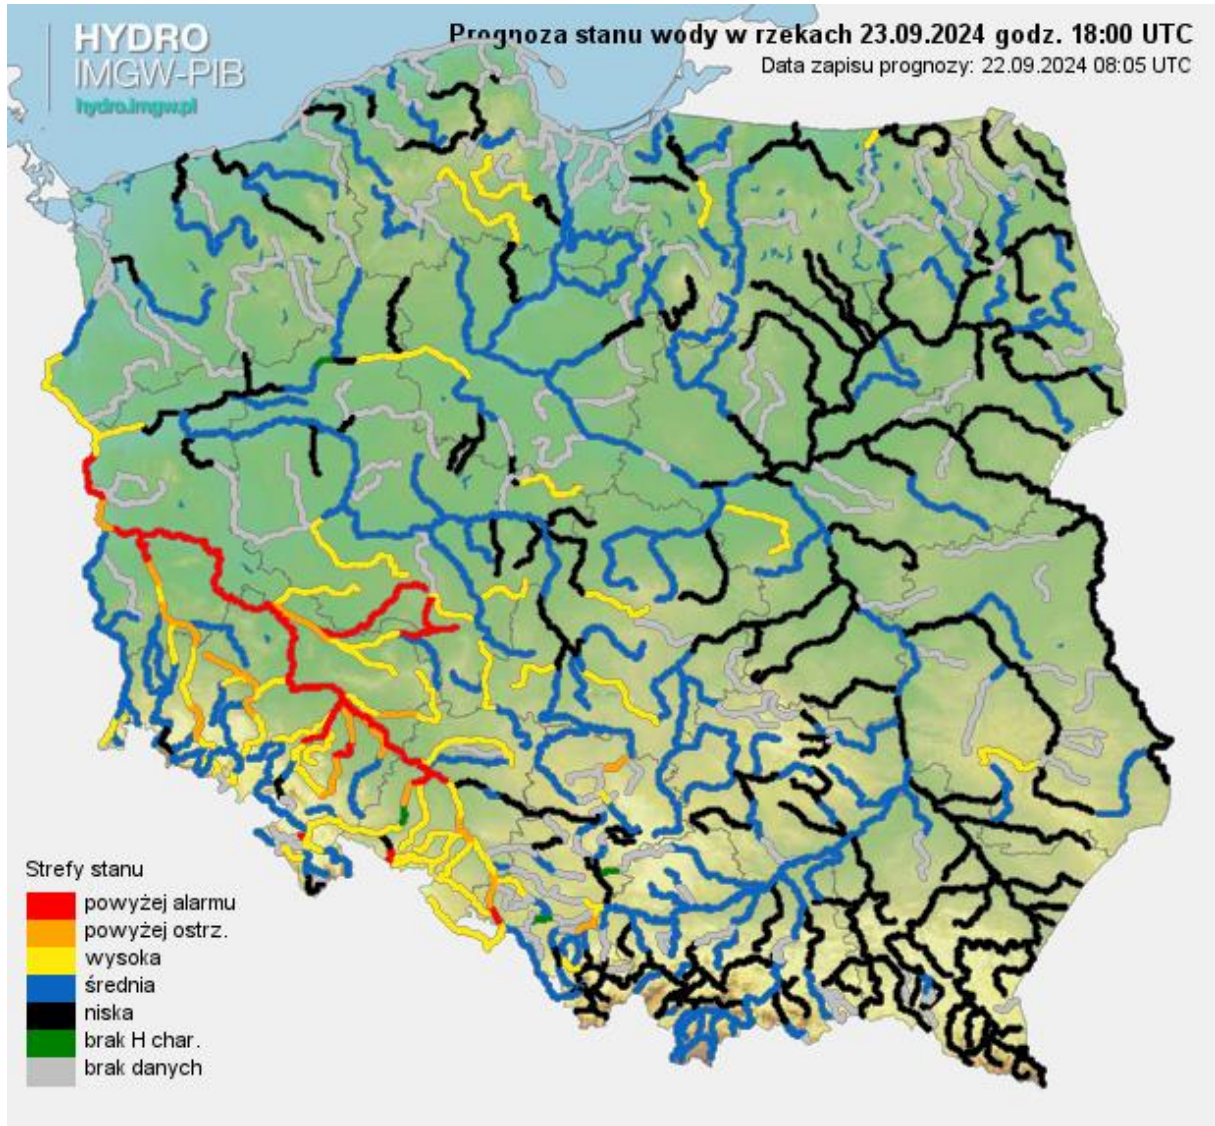 HYDRO
IMGW-PIB
hydro.imgw.pl
Prognoza stanu wody w rzekach 23.09.2024 godz. 18:00 UTC
Data zapisu prognozy: 22.09.2024 08:05 UTC
Strefy stanu
powyżej alarmu
powyżej ostrz.
wysoka
średnia
niska
brak H char.
brak danych